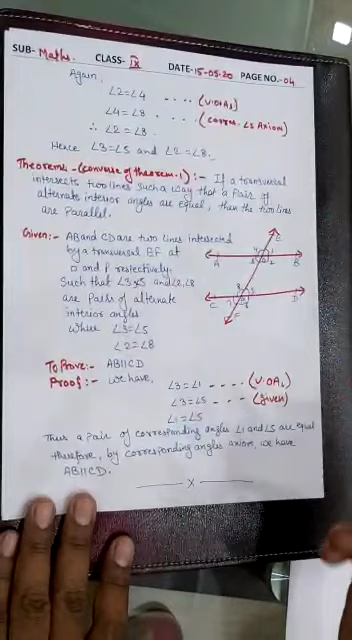 SUB- Maths. CLASS- IX DATE-15-05-20 PAGE NO.-04
Again,
∠2=∠4 .... (V.OAs)
∠4=∠8 .... (corres. ∠s Axiom)
∴ ∠2=∠8.
Hence ∠3=∠5 and ∠2=∠8.
Theorem:-(converse of theorem.1):- If a transversal
intersects two lines such a way that a pair of
alternate interior angles are equal, then the two lines
are parallel.
Given:- AB and CD are two lines intersected
by a transversal EF at
O and P respectively.
Such that ∠3,∠5 and ∠2,∠8
are pairs of alternate
interior angles
where ∠3=∠5
∠2=∠8
E
A B
C D
F
To Prove:- AB||CD
Proof:- we have,
∠3=∠1 .... (V.OAs)
∠3=∠5 ... (given)
∠1=∠5
Thus a pair of corresponding angles ∠1 and ∠5 are equal
therefore, by corresponding angles axiom, we have
AB||CD.
x